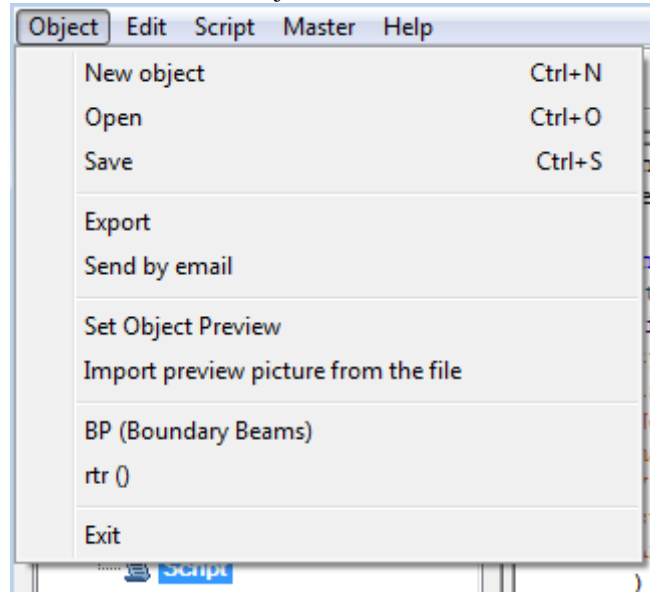 Object Edit Script Master Help
New object Ctrl+N
Open Ctrl+O
Save Ctrl+S
Export
Send by email
Set Object Preview
Import preview picture from the file
BP (Boundary Beams)
rtr ()
Exit
Script
)